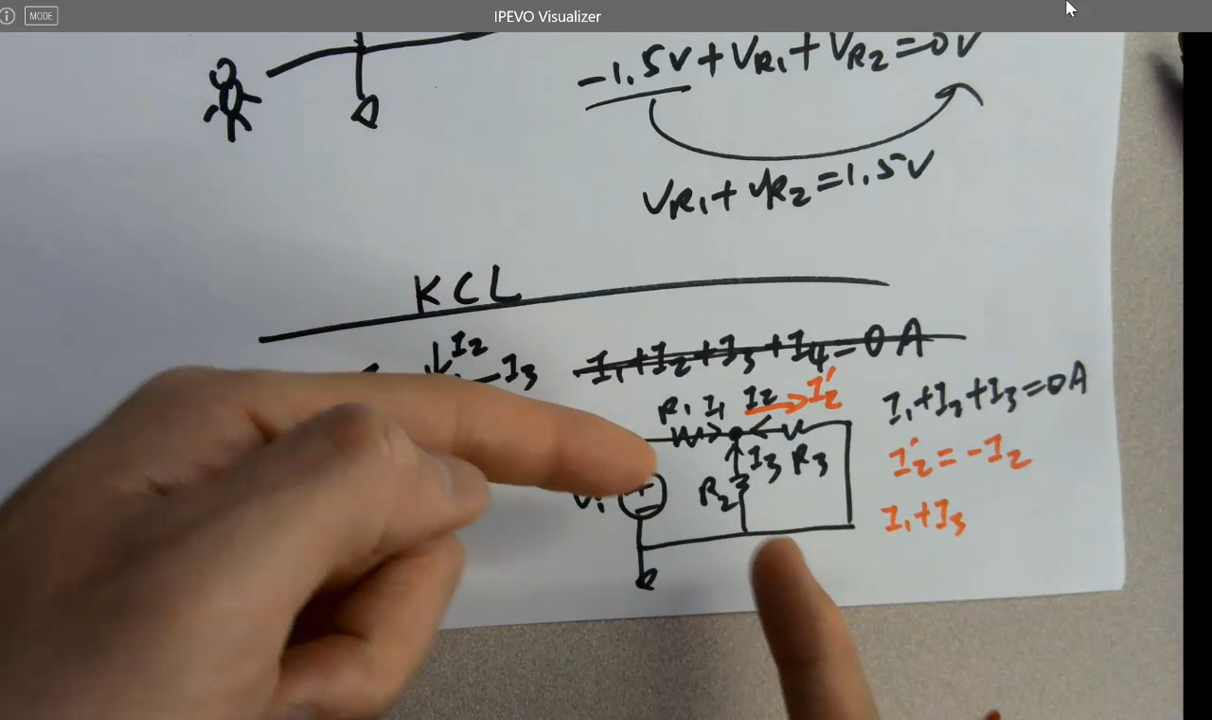 MODE
IPEVO Visualizer
-1.5V+VR1+VR2=0V
VR1+VR2=1.5V
KCL
I2
I3
I1+I2+I3+I4=0A
R1 I1 I2 I2'
I1+I2+I3=0A
I3 R3
R2
I2'=-I2
I1+I3